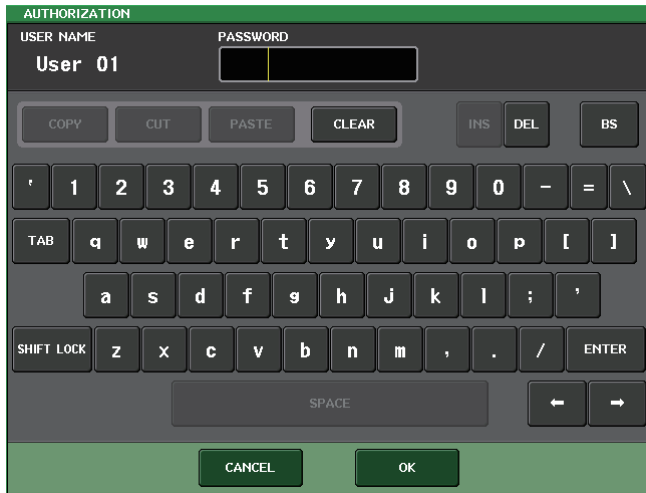 AUTHORIZATION
USER NAME PASSWORD
User 01
COPY CUT PASTE CLEAR INS DEL BS
' 1 2 3 4 5 6 7 8 9 0 - = \
TAB q w e r t y u i o p [ ]
a s d f g h j k l ; '
SHIFT LOCK z x c v b n m , . / ENTER
SPACE ← →
CANCEL OK